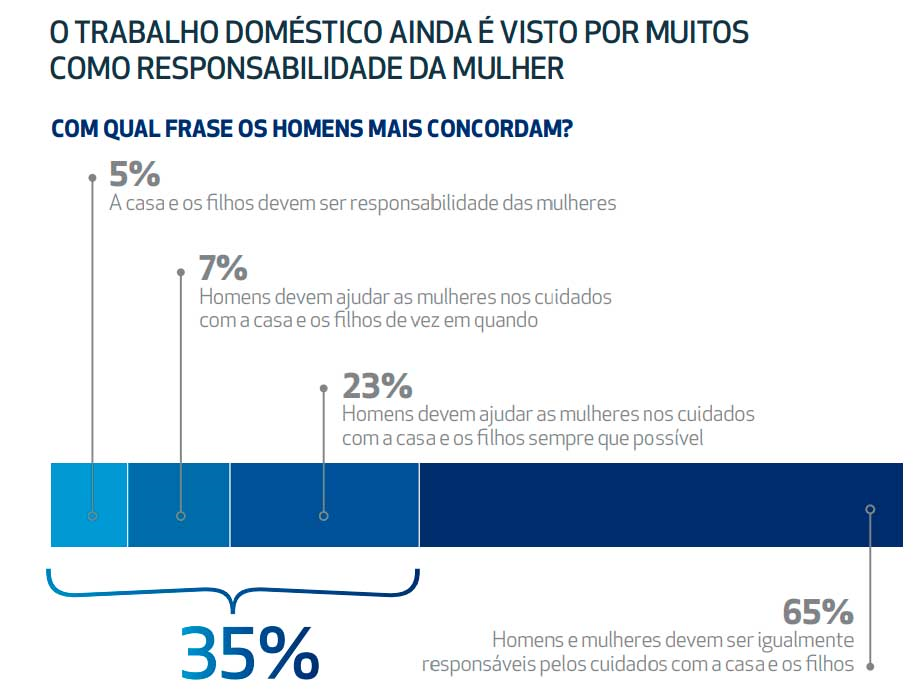 O TRABALHO DOMÉSTICO AINDA É VISTO POR MUITOS
COMO RESPONSABILIDADE DA MULHER
COM QUAL FRASE OS HOMENS MAIS CONCORDAM?
5%
A casa e os filhos devem ser responsabilidade das mulheres
7%
Homens devem ajudar as mulheres nos cuidados
com a casa e os filhos de vez em quando
23%
Homens devem ajudar as mulheres nos cuidados
com a casa e os filhos sempre que possível
35%
65%
Homens e mulheres devem ser igualmente
responsáveis pelos cuidados com a casa e os filhos